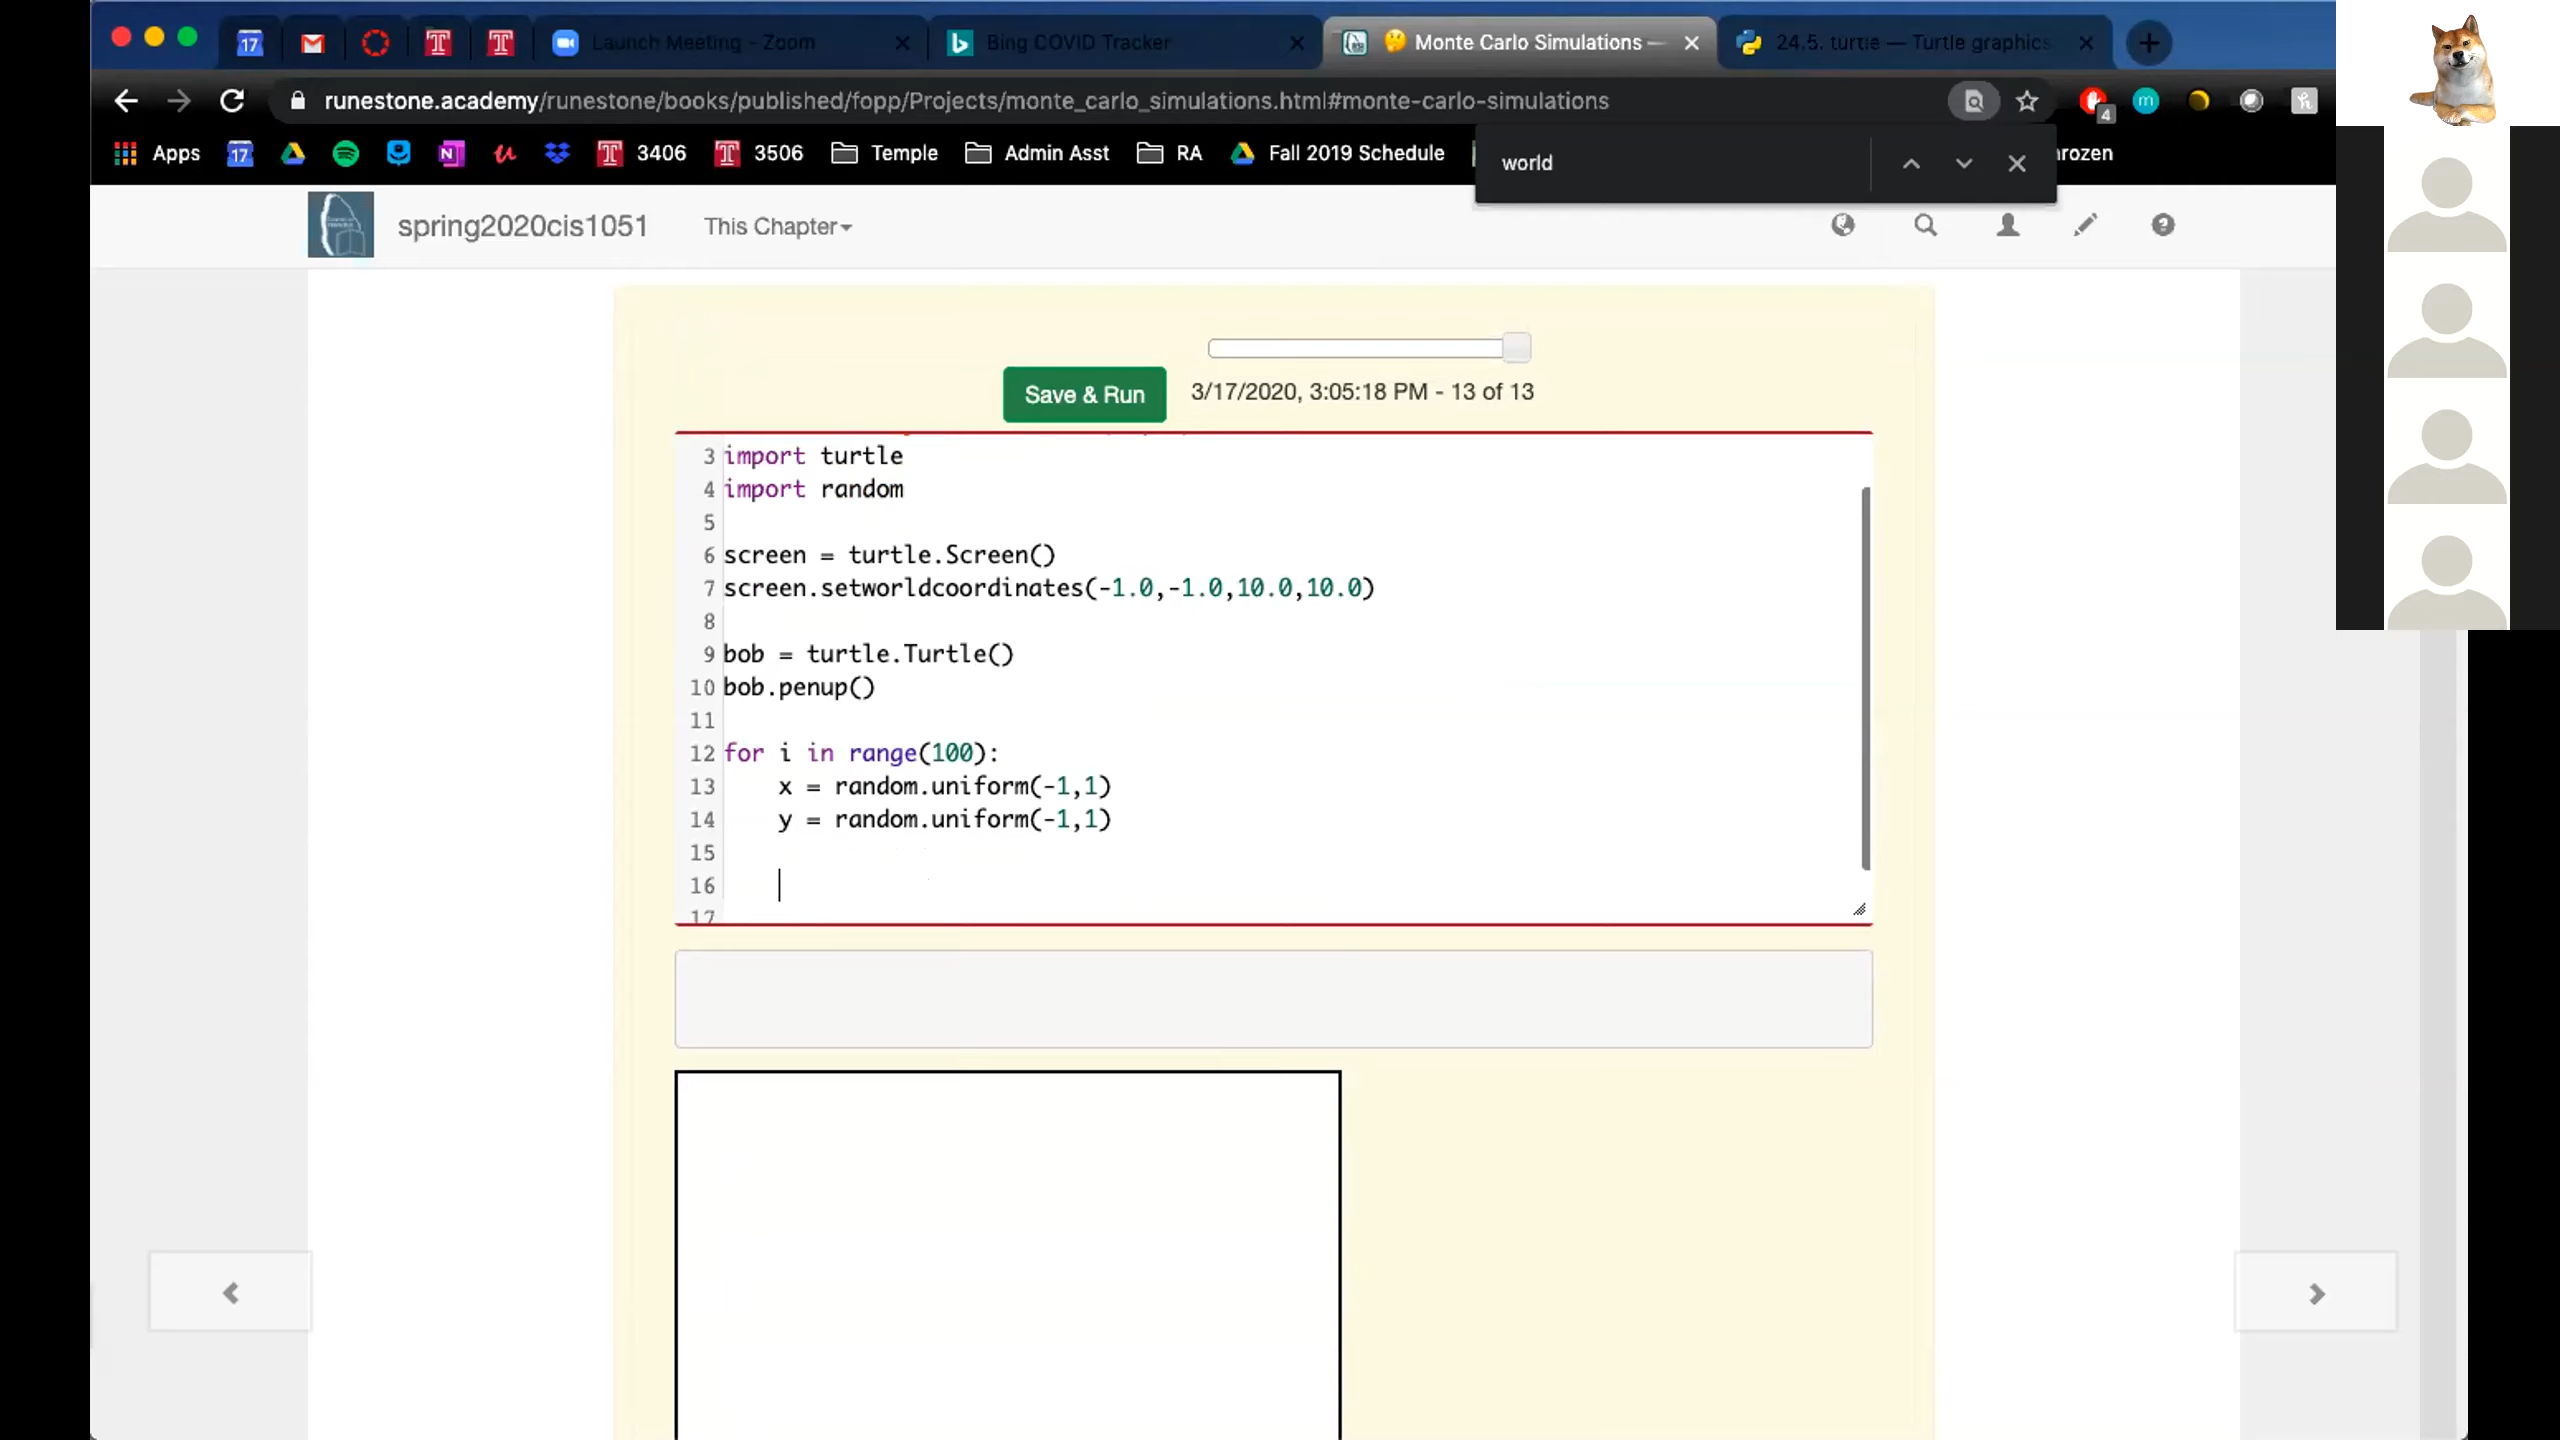 17 Launch Meeting - Zoom Bing COVID Tracker Monte Carlo Simulations — 24.5. turtle — Turtle graphics
runestone.academy/runestone/books/published/fopp/Projects/monte_carlo_simulations.html#monte-carlo-simulations
4
Apps 17 3406 3506 Temple Admin Asst RA Fall 2019 Schedule
world
spring2020cis1051 This Chapter
Save & Run 3/17/2020, 3:05:18 PM - 13 of 13
3 import turtle
4 import random
5
6 screen = turtle.Screen()
7 screen.setworldcoordinates(-1.0,-1.0,10.0,10.0)
8
9 bob = turtle.Turtle()
10 bob.penup()
11
12 for i in range(100):
13 x = random.uniform(-1,1)
14 y = random.uniform(-1,1)
15
16
17